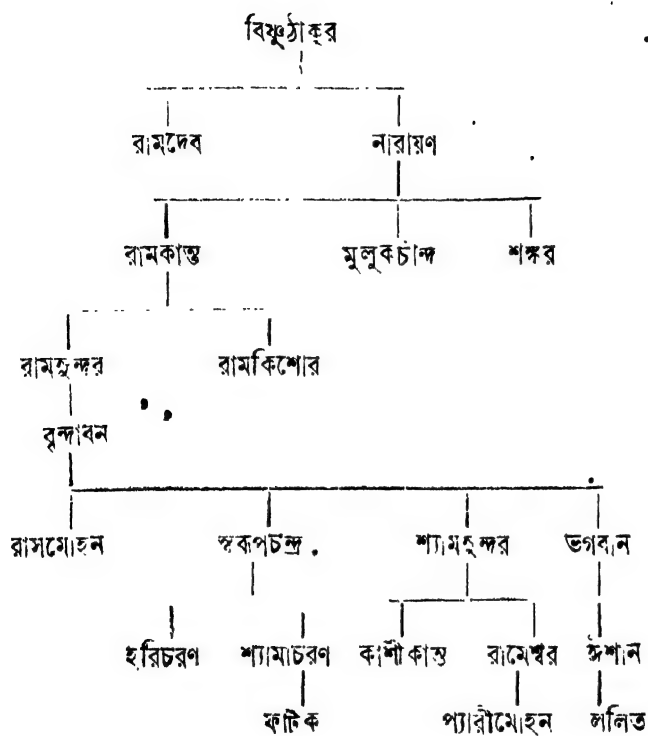 বিষ্ণুঠাকুর
রামদেব নারায়ণ
রামকান্ত মুলুকচাঁন্দ শঙ্কর
রামসুন্দর রামকিশোর
বৃন্দাবন
রাসমোহন স্বরূপচন্দ্র শ্যামসুন্দর ভগবান
হরিচরণ শ্যামাচরণ কাশীকান্ত রামেশ্বর ঈশান
ফটিক প্যারীমোহন ললিত